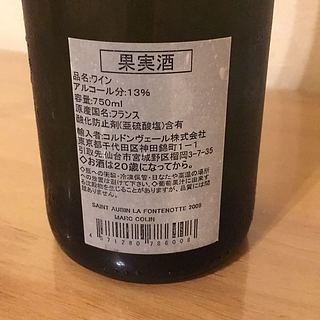 果実酒
品名:ワイン
アルコール分:13%
容量:750ml
原産国名:フランス
酸化防止剤(亜硫酸塩)含有
輸入者:コルドンヴェール株式会社
東京都千代田区神田錦町1-1
引取先:仙台市宮城野区榴岡3-7-35
◇お酒は20歳になってから。
SAINT AUBIN LA FONTENOTTE 2009
MARC COLIN
4 571280 786008